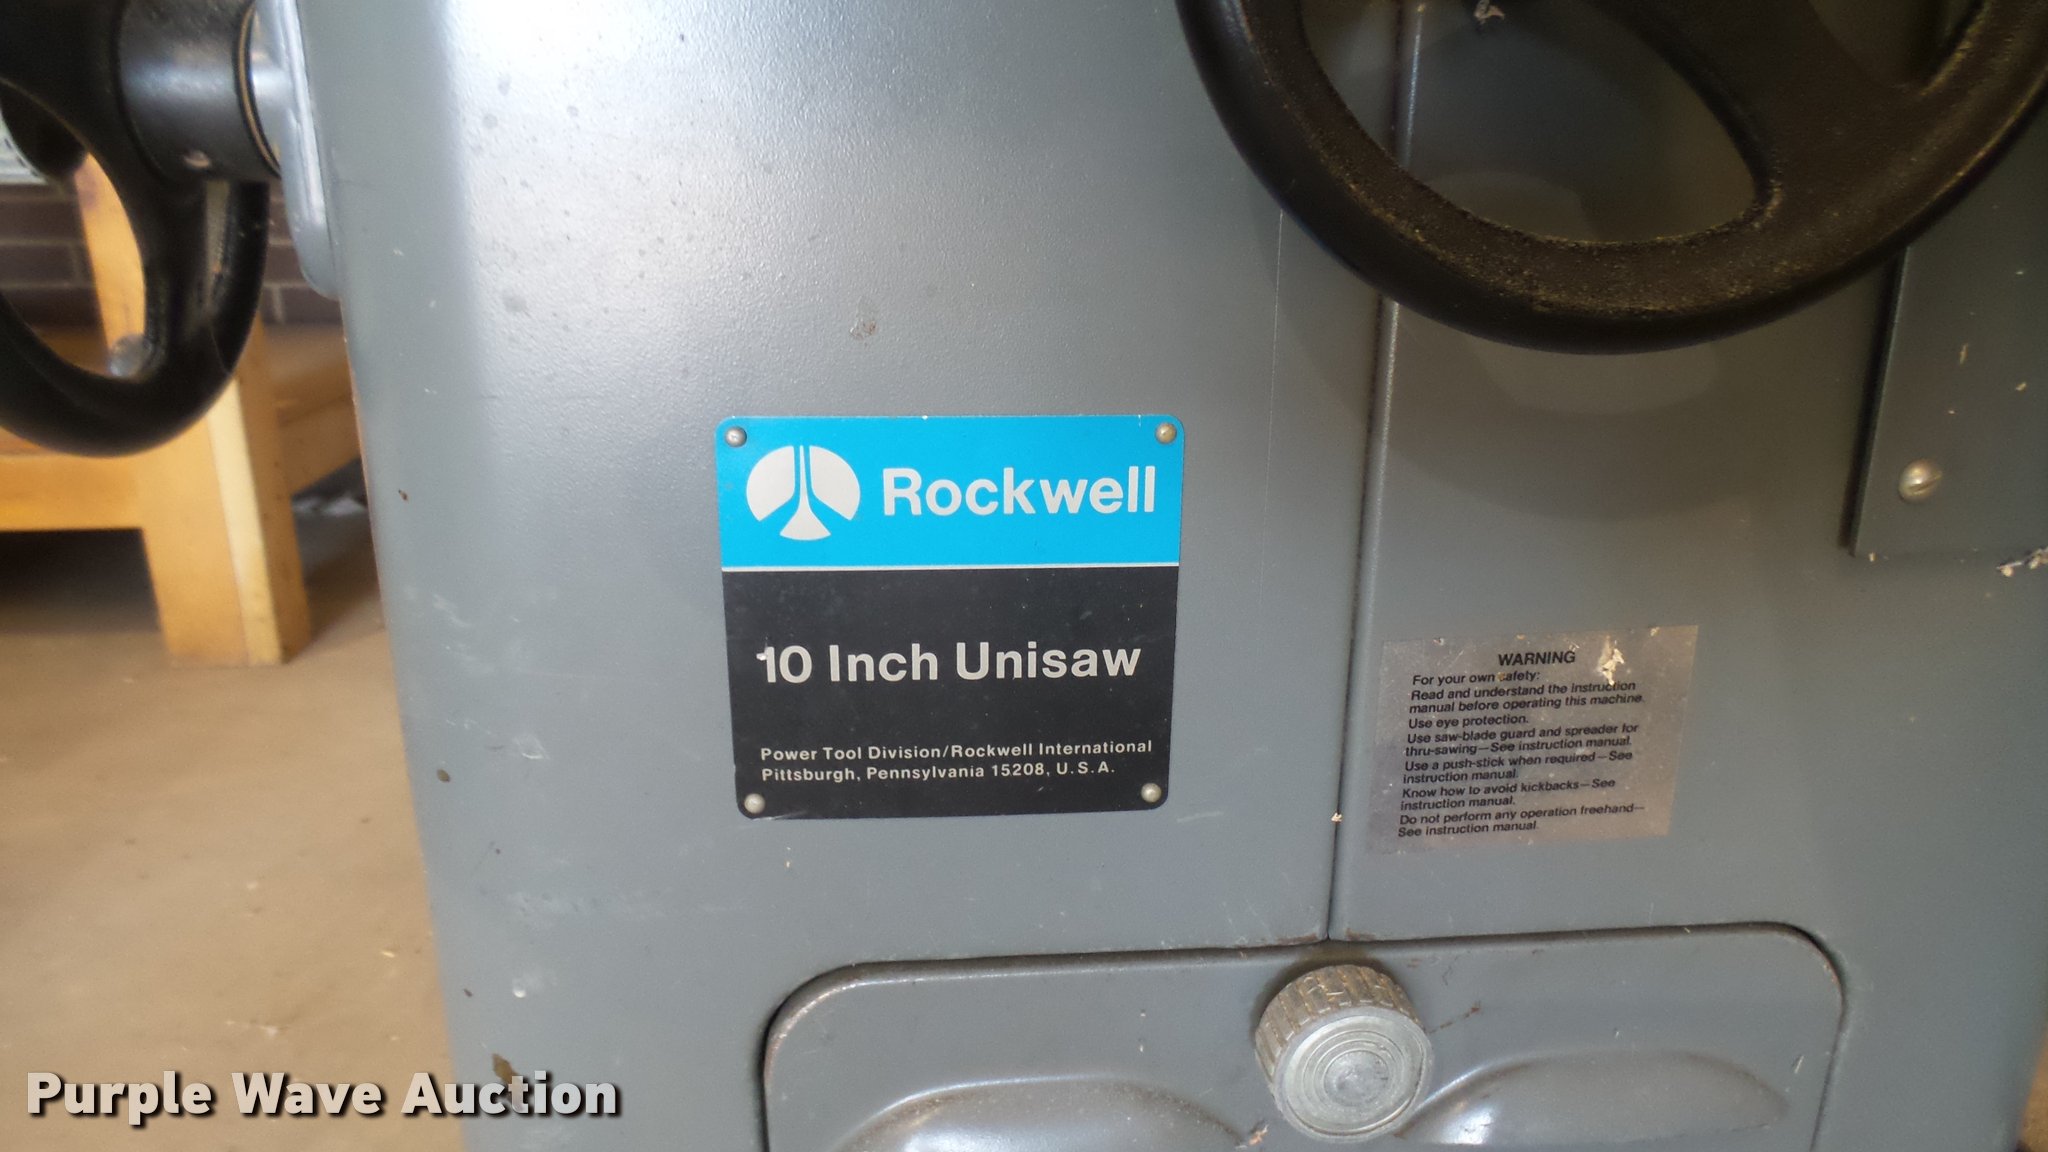 Rockwell
10 Inch Unisaw
Power Tool Division/Rockwell International
Pittsburgh, Pennsylvania 15208, U.S.A.
WARNING
For your own safety:
Read and understand the instruction
manual before operating this machine.
Use eye protection.
Use saw-blade guard and spreader for
thru-sawing—See instruction manual.
Use a push-stick when required—See
instruction manual.
Know how to avoid kickbacks—See
instruction manual.
Do not perform any operation freehand—
See instruction manual.
Purple Wave Auction